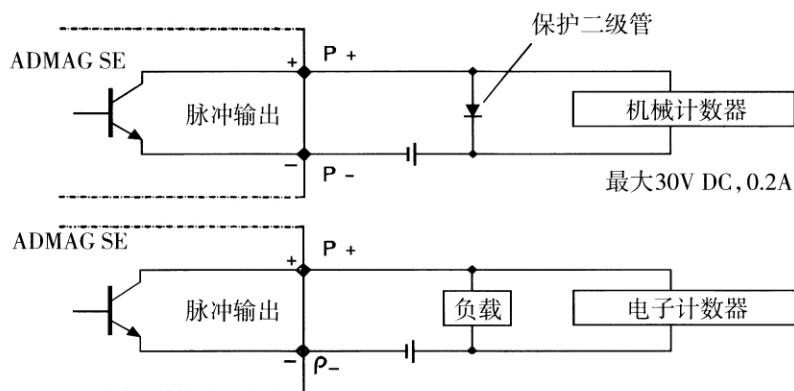 保护二级管
ADMAG SE
+
P +
脉冲输出
机械计数器
−
P −
最大30V DC, 0.2A
ADMAG SE
+
P +
脉冲输出
负载
电子计数器
−
P−